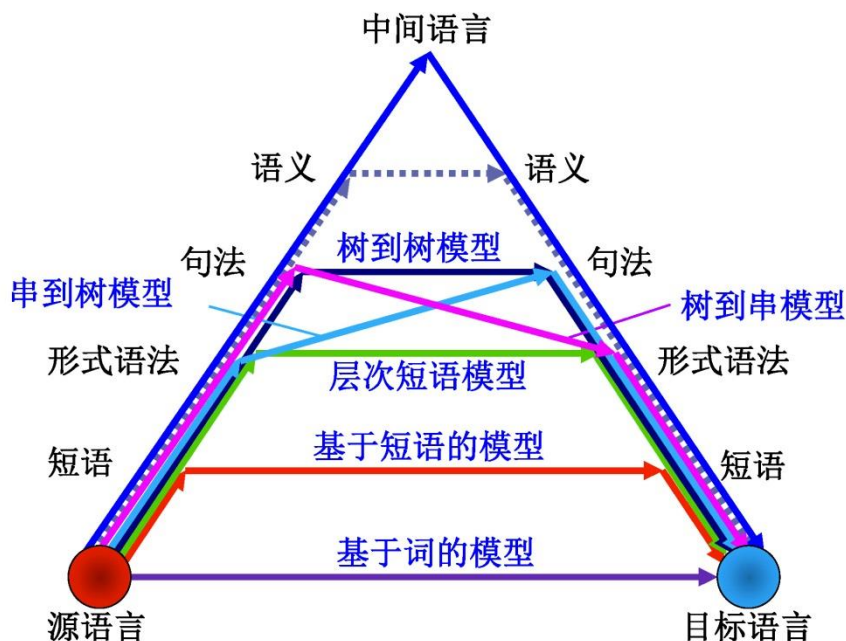 中间语言
语义
语义
句法
树到树模型
句法
串到树模型
树到串模型
形式语法
层次短语模型
形式语法
短语
基于短语的模型
短语
基于词的模型
源语言
目标语言